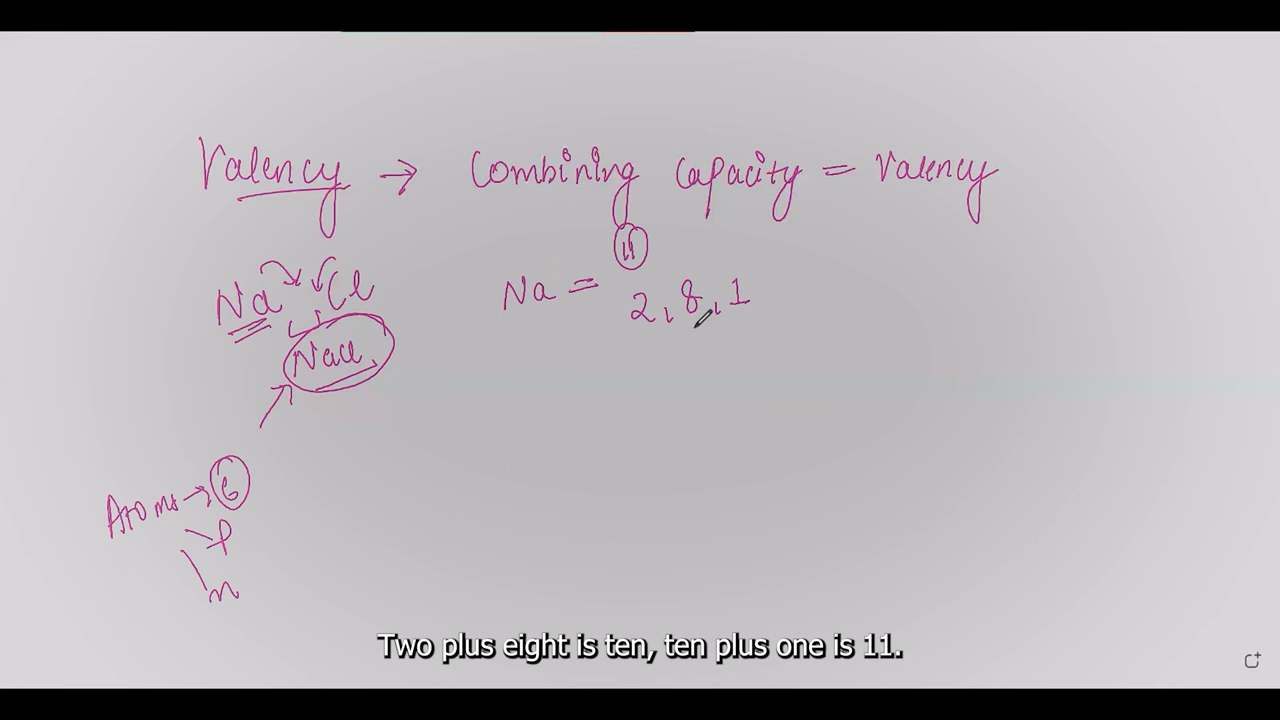 Valency → Combining Capacity = Valency
11
Na Cl
Na = 2, 8, 1
NaCl
Atoms → e
p
n
Two plus eight is ten, ten plus one is 11.